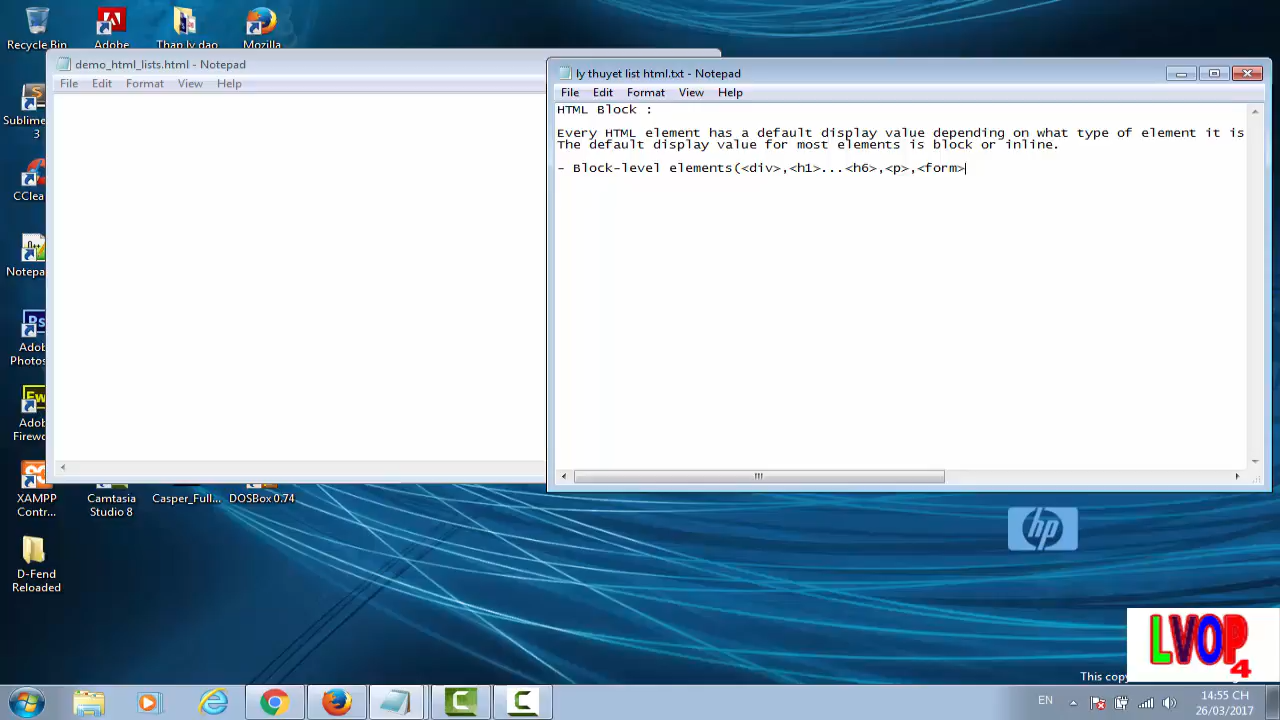 Recycle Bin
Adobe
Thap ly dao
Mozilla
Sublime
3
CClea
Notepa
Adob
Photos
Adob
Firewo
XAMPP
Contr...
Camtasia
Studio 8
Casper_Full...
DOSBox 0.74
D-Fend
Reloaded
demo_html_lists.html - Notepad
File Edit Format View Help
ly thuyet list html.txt - Notepad
File Edit Format View Help
HTML Block :
Every HTML element has a default display value depending on what type of element it is
The default display value for most elements is block or inline.
- Block-level elements(<div>,<h1>...<h6>,<p>,<form>
hp
LVOP
4
This copy
EN
14:55 CH
26/03/2017